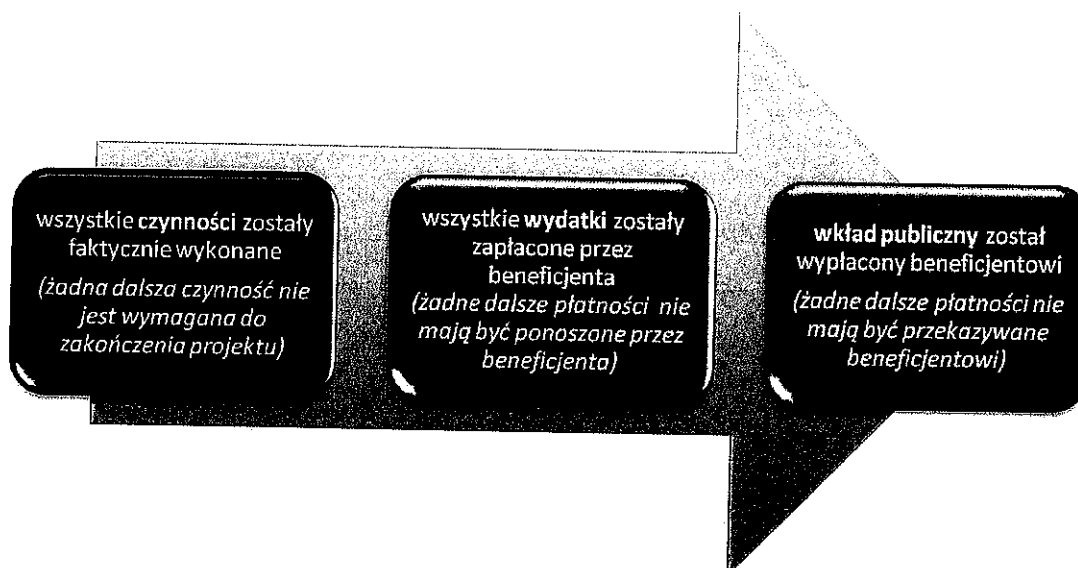 wszystkie czynności zostały
faktycznie wykonane
(żadna dalsza czynność nie
jest wymagana do
zakończenia projektu)
wszystkie wydatki zostały
zapłacone przez
beneficjenta
(żadne dalsze płatności nie
mają być ponoszone przez
beneficjenta)
wkład publiczny został
wypłacony beneficjentowi
(żadne dalsze płatności nie
mają być przekazywane
beneficjentowi)